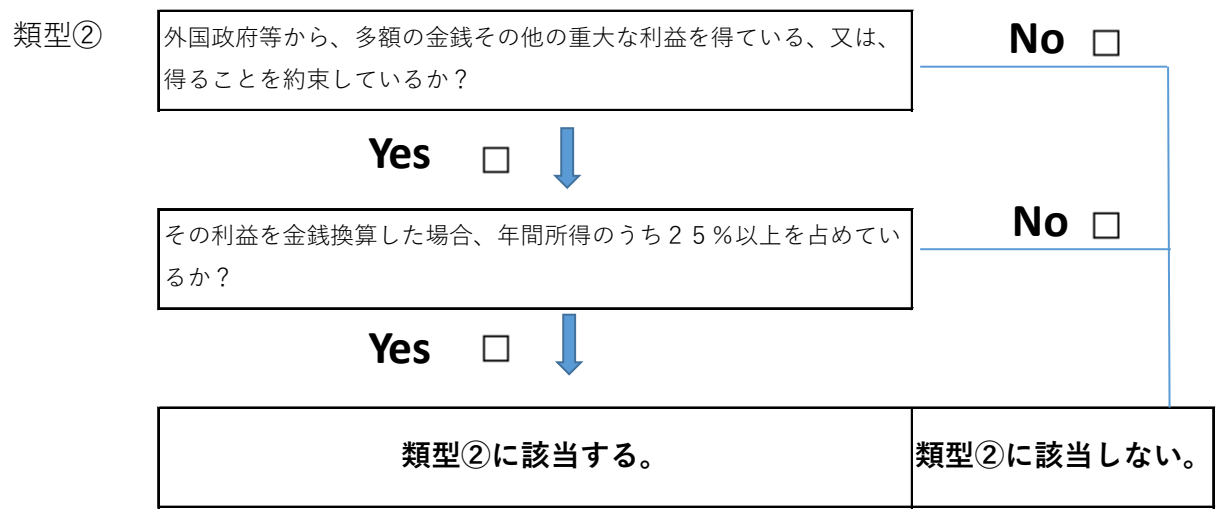 類型②
外国政府等から、多額の金銭その他の重大な利益を得ている、又は、
得ることを約束しているか？
No □
Yes □
その利益を金銭換算した場合、年間所得のうち２５％以上を占めてい
るか？
No □
Yes □
類型②に該当する。
類型②に該当しない。